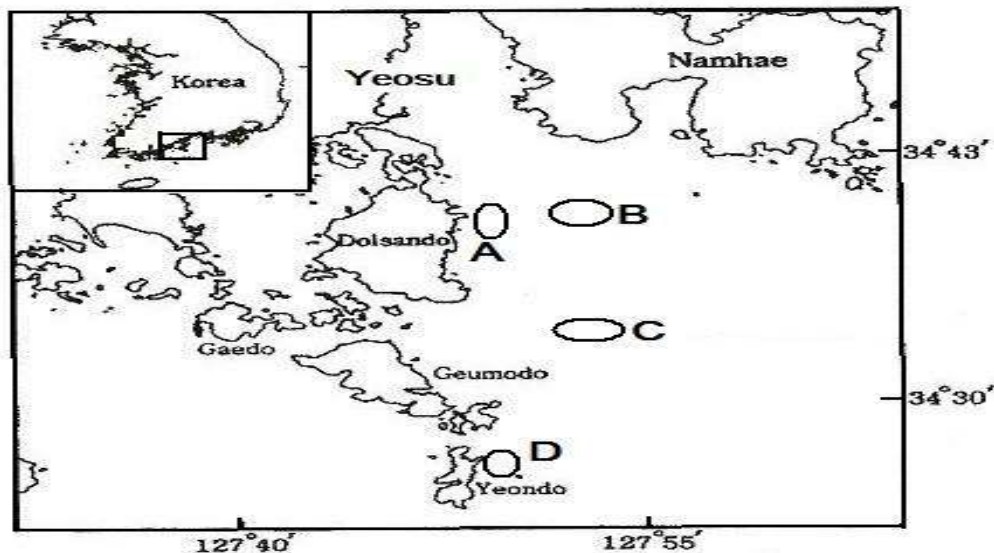 Korea
Yeosu
Namhae
34°43′
Dolsando
A
B
C
Gaedo
Geumodo
34°30′
D
Yeondo
127°40′
127°55′